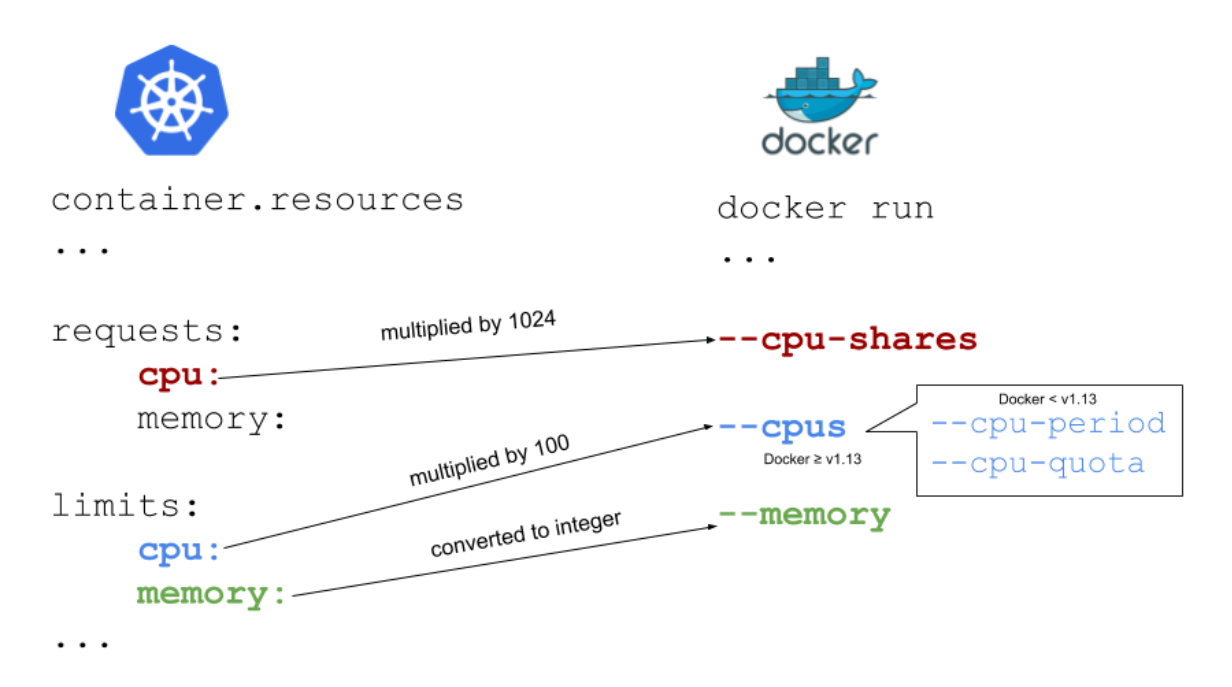 docker
container.resources
...
docker run
...
requests:
cpu:
memory:
limits:
cpu:
memory:
...
multiplied by 1024
multiplied by 100
converted to integer
--cpu-shares
--cpus
Docker ≥ v1.13
Docker < v1.13
--cpu-period
--cpu-quota
--memory